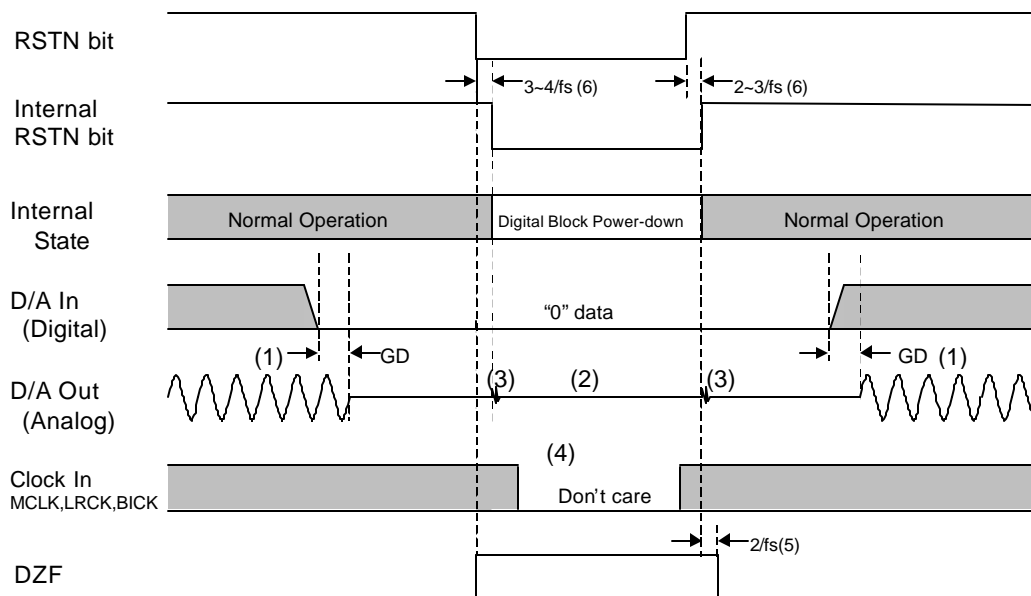 RSTN bit
3~4/fs (6)
2~3/fs (6)
Internal
RSTN bit
Internal
State
Normal Operation
Digital Block Power-down
Normal Operation
D/A In
(Digital)
“0” data
(1)
GD
GD
(1)
D/A Out
(Analog)
(3)
(2)
(3)
Clock In
MCLK,LRCK,BICK
(4)
Don’t care
2/fs(5)
DZF